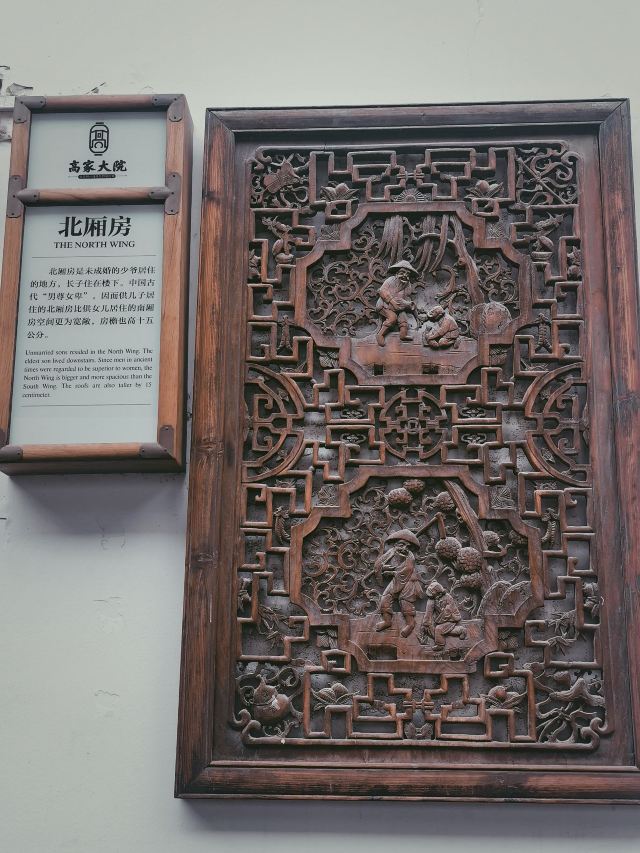 高家大院
北厢房
THE NORTH WING
北厢房是未成婚的少爷居住
的地方，长子住在楼下。中国古
代“男尊女卑”，因而供儿子居
住的北厢房比供女儿居住的南厢
房空间更为宽敞，房檐也高十五
公分。
Unmarried sons resided in the North Wing. The
eldest son lived downstairs. Since men in ancient
times were regarded to be superior to women, the
North Wing is bigger and more spacious than the
South Wing. The roofs are also taller by 15
centimeter.